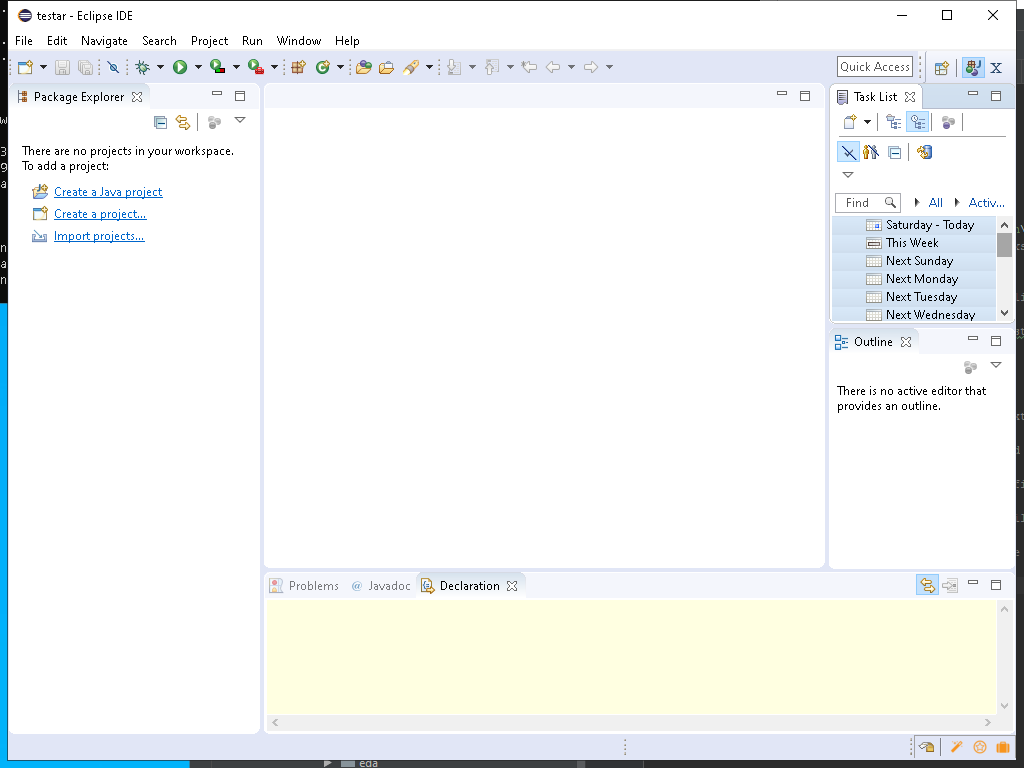 testar - Eclipse IDE
File Edit Navigate Search Project Run Window Help
Quick Access
Package Explorer
There are no projects in your workspace.
To add a project:
Create a Java project
Create a project...
Import projects...
Task List
Find
All
Activ...
Saturday - Today
This Week
Next Sunday
Next Monday
Next Tuesday
Next Wednesday
Outline
There is no active editor that
provides an outline.
Problems @ Javadoc Declaration
eda